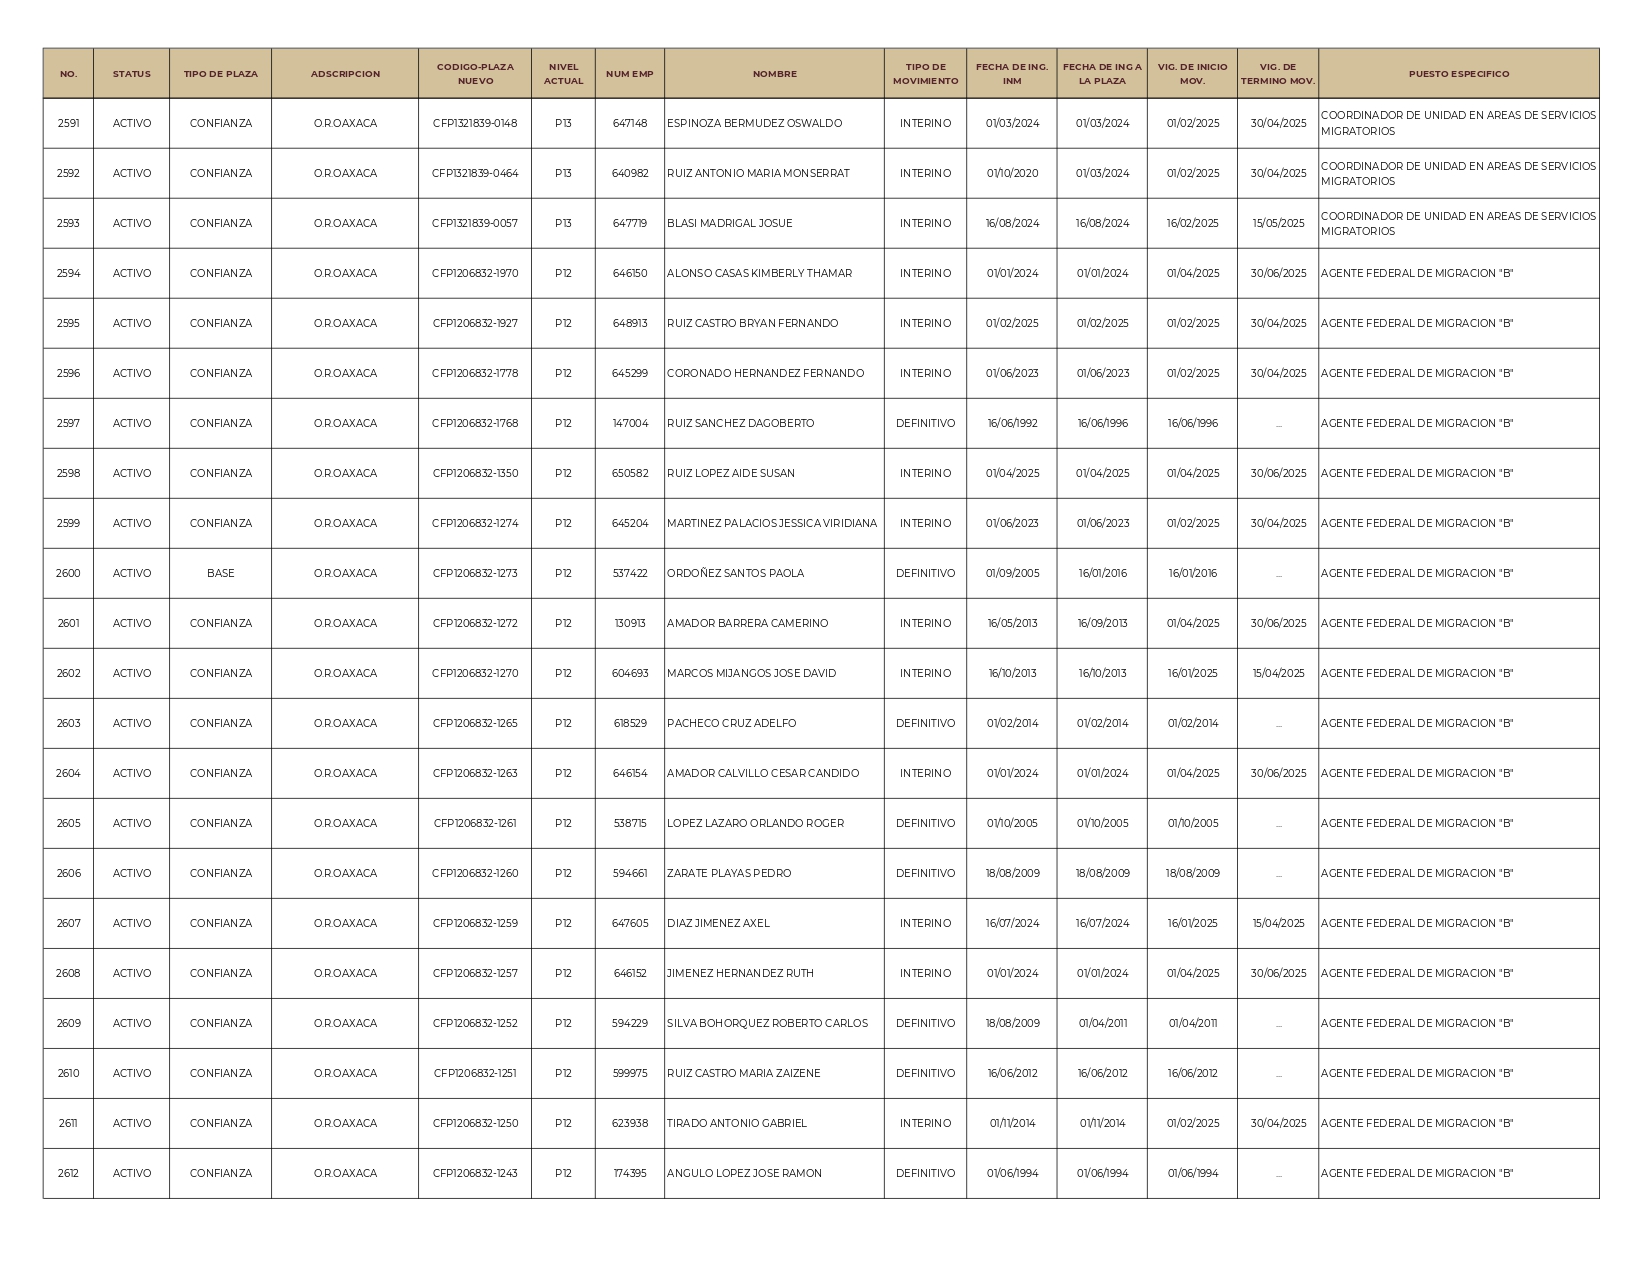 NO. STATUS TIPO DE PLAZA ADSCRIPCION CODIGO-PLAZA NUEVO NIVEL ACTUAL NUM EMP NOMBRE TIPO DE MOVIMIENTO FECHA DE ING. INM FECHA DE ING A LA PLAZA VIG. DE INICIO MOV. VIG. DE TERMINO MOV. PUESTO ESPECIFICO
2591 ACTIVO CONFIANZA O.R.OAXACA CFP1321839-0148 P13 647148 ESPINOZA BERMUDEZ OSWALDO INTERINO 01/03/2024 01/03/2024 01/02/2025 30/04/2025 COORDINADOR DE UNIDAD EN AREAS DE SERVICIOS MIGRATORIOS
2592 ACTIVO CONFIANZA O.R.OAXACA CFP1321839-0464 P13 640982 RUIZ ANTONIO MARIA MONSERRAT INTERINO 01/10/2020 01/03/2024 01/02/2025 30/04/2025 COORDINADOR DE UNIDAD EN AREAS DE SERVICIOS MIGRATORIOS
2593 ACTIVO CONFIANZA O.R.OAXACA CFP1321839-0057 P13 647719 BLASI MADRIGAL JOSUE INTERINO 16/08/2024 16/08/2024 16/02/2025 15/05/2025 COORDINADOR DE UNIDAD EN AREAS DE SERVICIOS MIGRATORIOS
2594 ACTIVO CONFIANZA O.R.OAXACA CFP1206832-1970 P12 646150 ALONSO CASAS KIMBERLY THAMAR INTERINO 01/01/2024 01/01/2024 01/04/2025 30/06/2025 AGENTE FEDERAL DE MIGRACION "B"
2595 ACTIVO CONFIANZA O.R.OAXACA CFP1206832-1927 P12 648913 RUIZ CASTRO BRYAN FERNANDO INTERINO 01/02/2025 01/02/2025 01/02/2025 30/04/2025 AGENTE FEDERAL DE MIGRACION "B"
2596 ACTIVO CONFIANZA O.R.OAXACA CFP1206832-1778 P12 645299 CORONADO HERNANDEZ FERNANDO INTERINO 01/06/2023 01/06/2023 01/02/2025 30/04/2025 AGENTE FEDERAL DE MIGRACION "B"
2597 ACTIVO CONFIANZA O.R.OAXACA CFP1206832-1768 P12 147004 RUIZ SANCHEZ DAGOBERTO DEFINITIVO 16/06/1992 16/06/1996 16/06/1996 ... AGENTE FEDERAL DE MIGRACION "B"
2598 ACTIVO CONFIANZA O.R.OAXACA CFP1206832-1350 P12 650582 RUIZ LOPEZ AIDE SUSAN INTERINO 01/04/2025 01/04/2025 01/04/2025 30/06/2025 AGENTE FEDERAL DE MIGRACION "B"
2599 ACTIVO CONFIANZA O.R.OAXACA CFP1206832-1274 P12 645204 MARTINEZ PALACIOS JESSICA VIRIDIANA INTERINO 01/06/2023 01/06/2023 01/02/2025 30/04/2025 AGENTE FEDERAL DE MIGRACION "B"
2600 ACTIVO BASE O.R.OAXACA CFP1206832-1273 P12 537422 ORDOÑEZ SANTOS PAOLA DEFINITIVO 01/09/2005 16/01/2016 16/01/2016 ... AGENTE FEDERAL DE MIGRACION "B"
2601 ACTIVO CONFIANZA O.R.OAXACA CFP1206832-1272 P12 130913 AMADOR BARRERA CAMERINO INTERINO 16/05/2013 16/09/2013 01/04/2025 30/06/2025 AGENTE FEDERAL DE MIGRACION "B"
2602 ACTIVO CONFIANZA O.R.OAXACA CFP1206832-1270 P12 604693 MARCOS MIJANGOS JOSE DAVID INTERINO 16/10/2013 16/10/2013 16/01/2025 15/04/2025 AGENTE FEDERAL DE MIGRACION "B"
2603 ACTIVO CONFIANZA O.R.OAXACA CFP1206832-1265 P12 618529 PACHECO CRUZ ADELFO DEFINITIVO 01/02/2014 01/02/2014 01/02/2014 ... AGENTE FEDERAL DE MIGRACION "B"
2604 ACTIVO CONFIANZA O.R.OAXACA CFP1206832-1263 P12 646154 AMADOR CALVILLO CESAR CANDIDO INTERINO 01/01/2024 01/01/2024 01/04/2025 30/06/2025 AGENTE FEDERAL DE MIGRACION "B"
2605 ACTIVO CONFIANZA O.R.OAXACA CFP1206832-1261 P12 538715 LOPEZ LAZARO ORLANDO ROGER DEFINITIVO 01/10/2005 01/10/2005 01/10/2005 ... AGENTE FEDERAL DE MIGRACION "B"
2606 ACTIVO CONFIANZA O.R.OAXACA CFP1206832-1260 P12 594661 ZARATE PLAYAS PEDRO DEFINITIVO 18/08/2009 18/08/2009 18/08/2009 ... AGENTE FEDERAL DE MIGRACION "B"
2607 ACTIVO CONFIANZA O.R.OAXACA CFP1206832-1259 P12 647605 DIAZ JIMENEZ AXEL INTERINO 16/07/2024 16/07/2024 16/01/2025 15/04/2025 AGENTE FEDERAL DE MIGRACION "B"
2608 ACTIVO CONFIANZA O.R.OAXACA CFP1206832-1257 P12 646152 JIMENEZ HERNANDEZ RUTH INTERINO 01/01/2024 01/01/2024 01/04/2025 30/06/2025 AGENTE FEDERAL DE MIGRACION "B"
2609 ACTIVO CONFIANZA O.R.OAXACA CFP1206832-1252 P12 594229 SILVA BOHORQUEZ ROBERTO CARLOS DEFINITIVO 18/08/2009 01/04/2011 01/04/2011 ... AGENTE FEDERAL DE MIGRACION "B"
2610 ACTIVO CONFIANZA O.R.OAXACA CFP1206832-1251 P12 599975 RUIZ CASTRO MARIA ZAIZENE DEFINITIVO 16/06/2012 16/06/2012 16/06/2012 ... AGENTE FEDERAL DE MIGRACION "B"
2611 ACTIVO CONFIANZA O.R.OAXACA CFP1206832-1250 P12 623938 TIRADO ANTONIO GABRIEL INTERINO 01/11/2014 01/11/2014 01/02/2025 30/04/2025 AGENTE FEDERAL DE MIGRACION "B"
2612 ACTIVO CONFIANZA O.R.OAXACA CFP1206832-1243 P12 174395 ANGULO LOPEZ JOSE RAMON DEFINITIVO 01/06/1994 01/06/1994 01/06/1994 ... AGENTE FEDERAL DE MIGRACION "B"